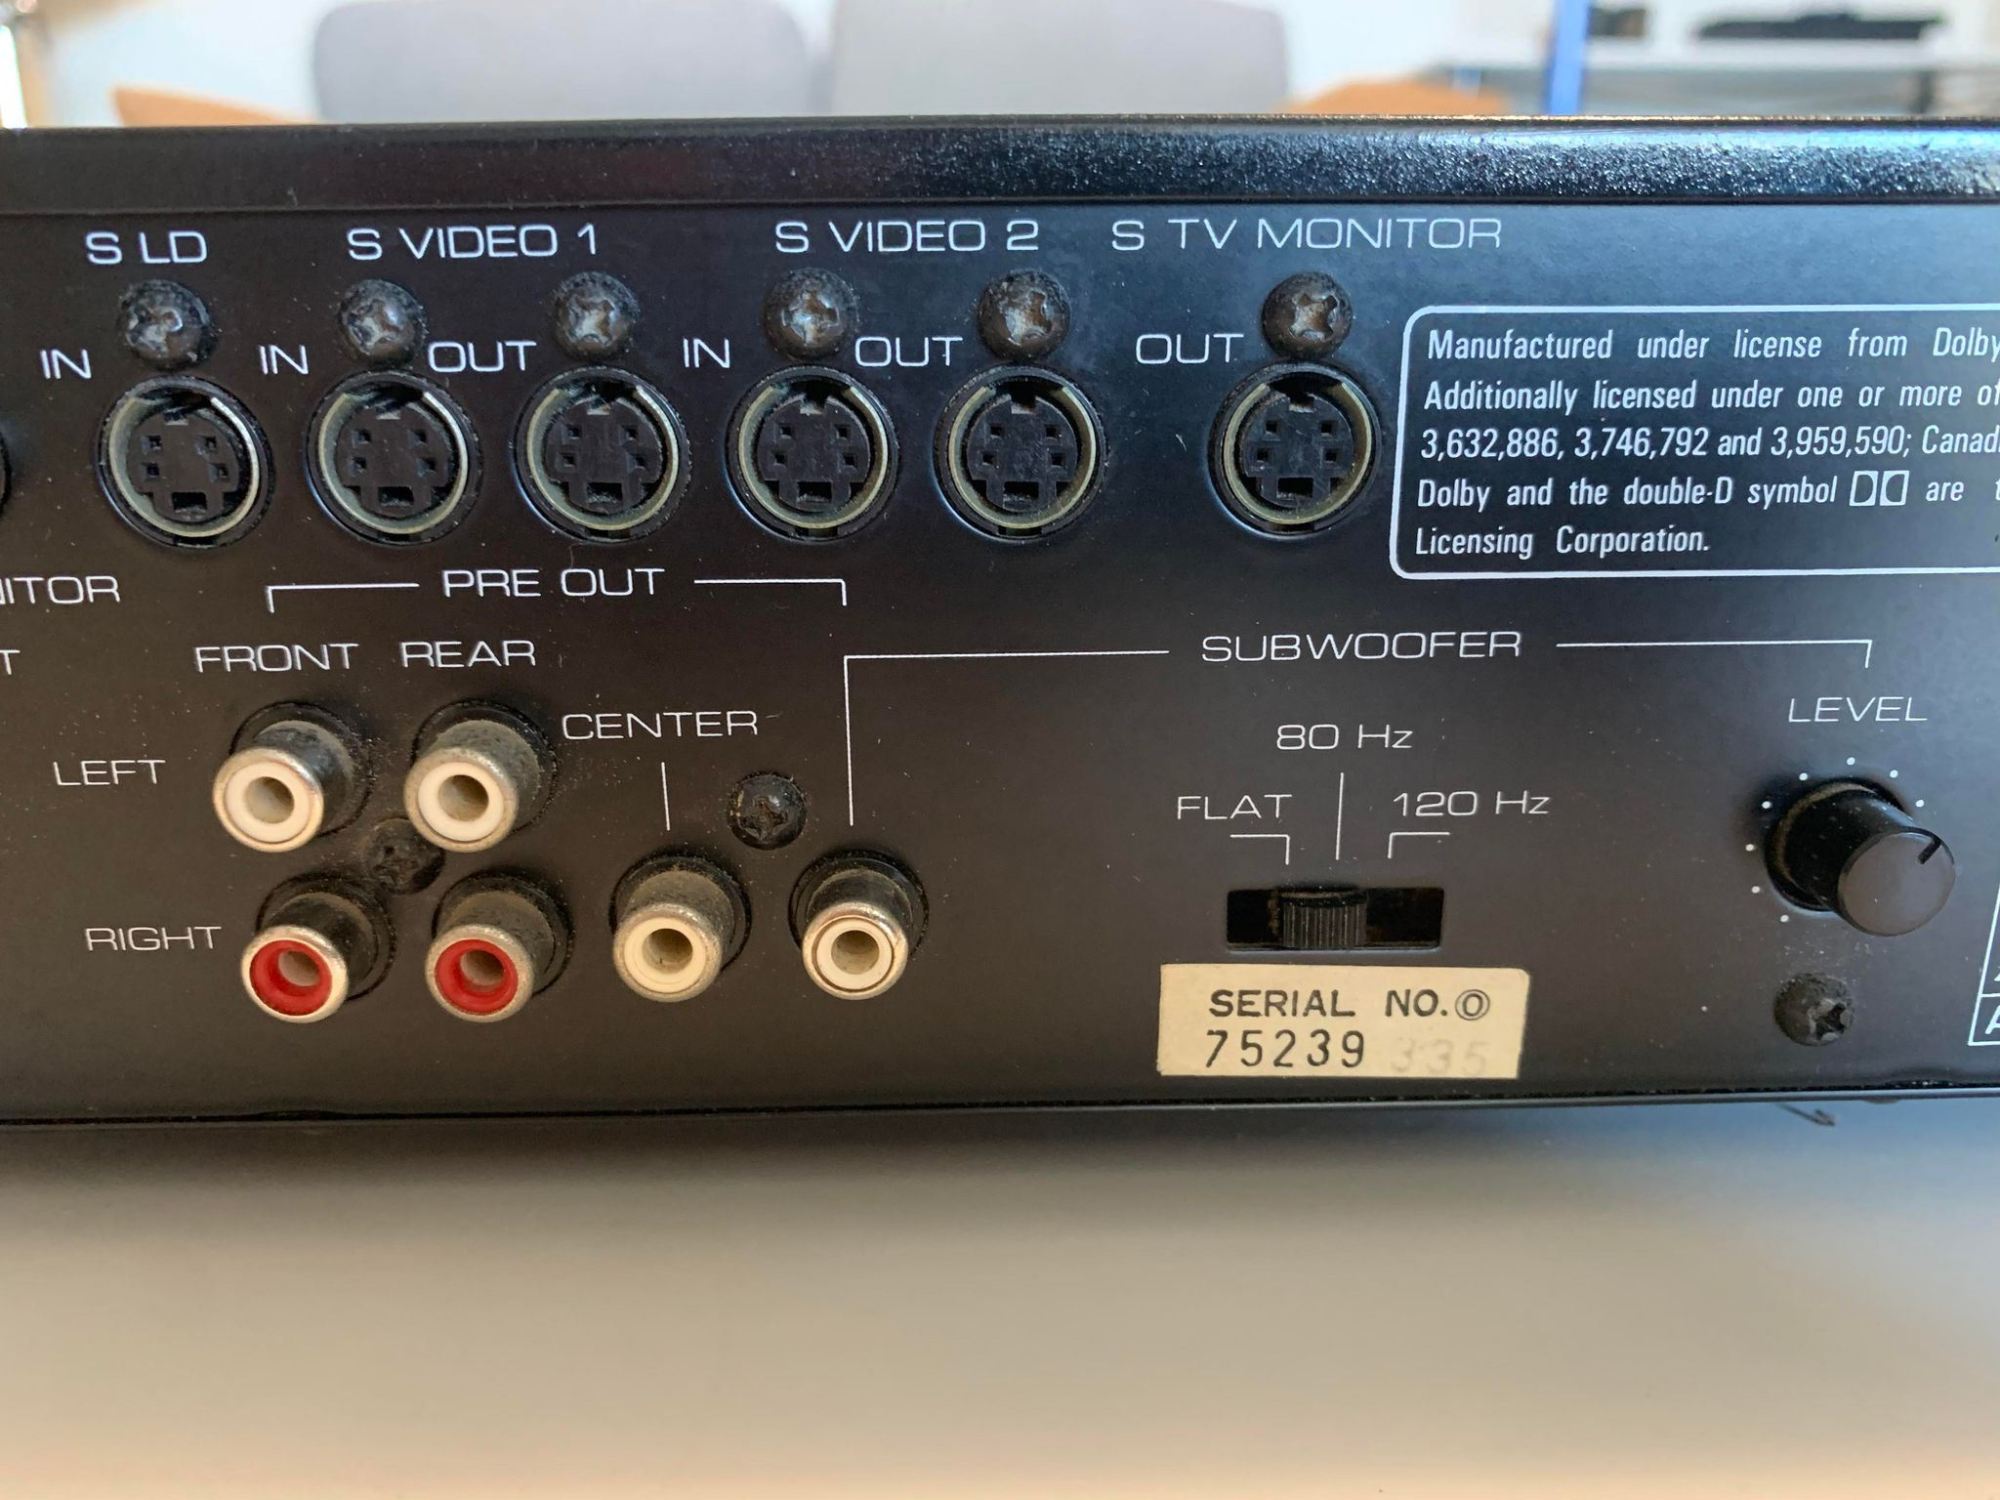 S LD
S VIDEO 1
S VIDEO 2
S TV MONITOR
IN
IN
OUT
IN
OUT
OUT
Manufactured under license from Dolby
Additionally licensed under one or more of
3,632,886, 3,746,792 and 3,959,590; Canad
Dolby and the double-D symbol are t
Licensing Corporation.
ITOR
PRE OUT
T
FRONT
REAR
SUBWOOFER
LEFT
CENTER
LEVEL
80 Hz
FLAT
120 Hz
RIGHT
SERIAL NO.
75239 335
A